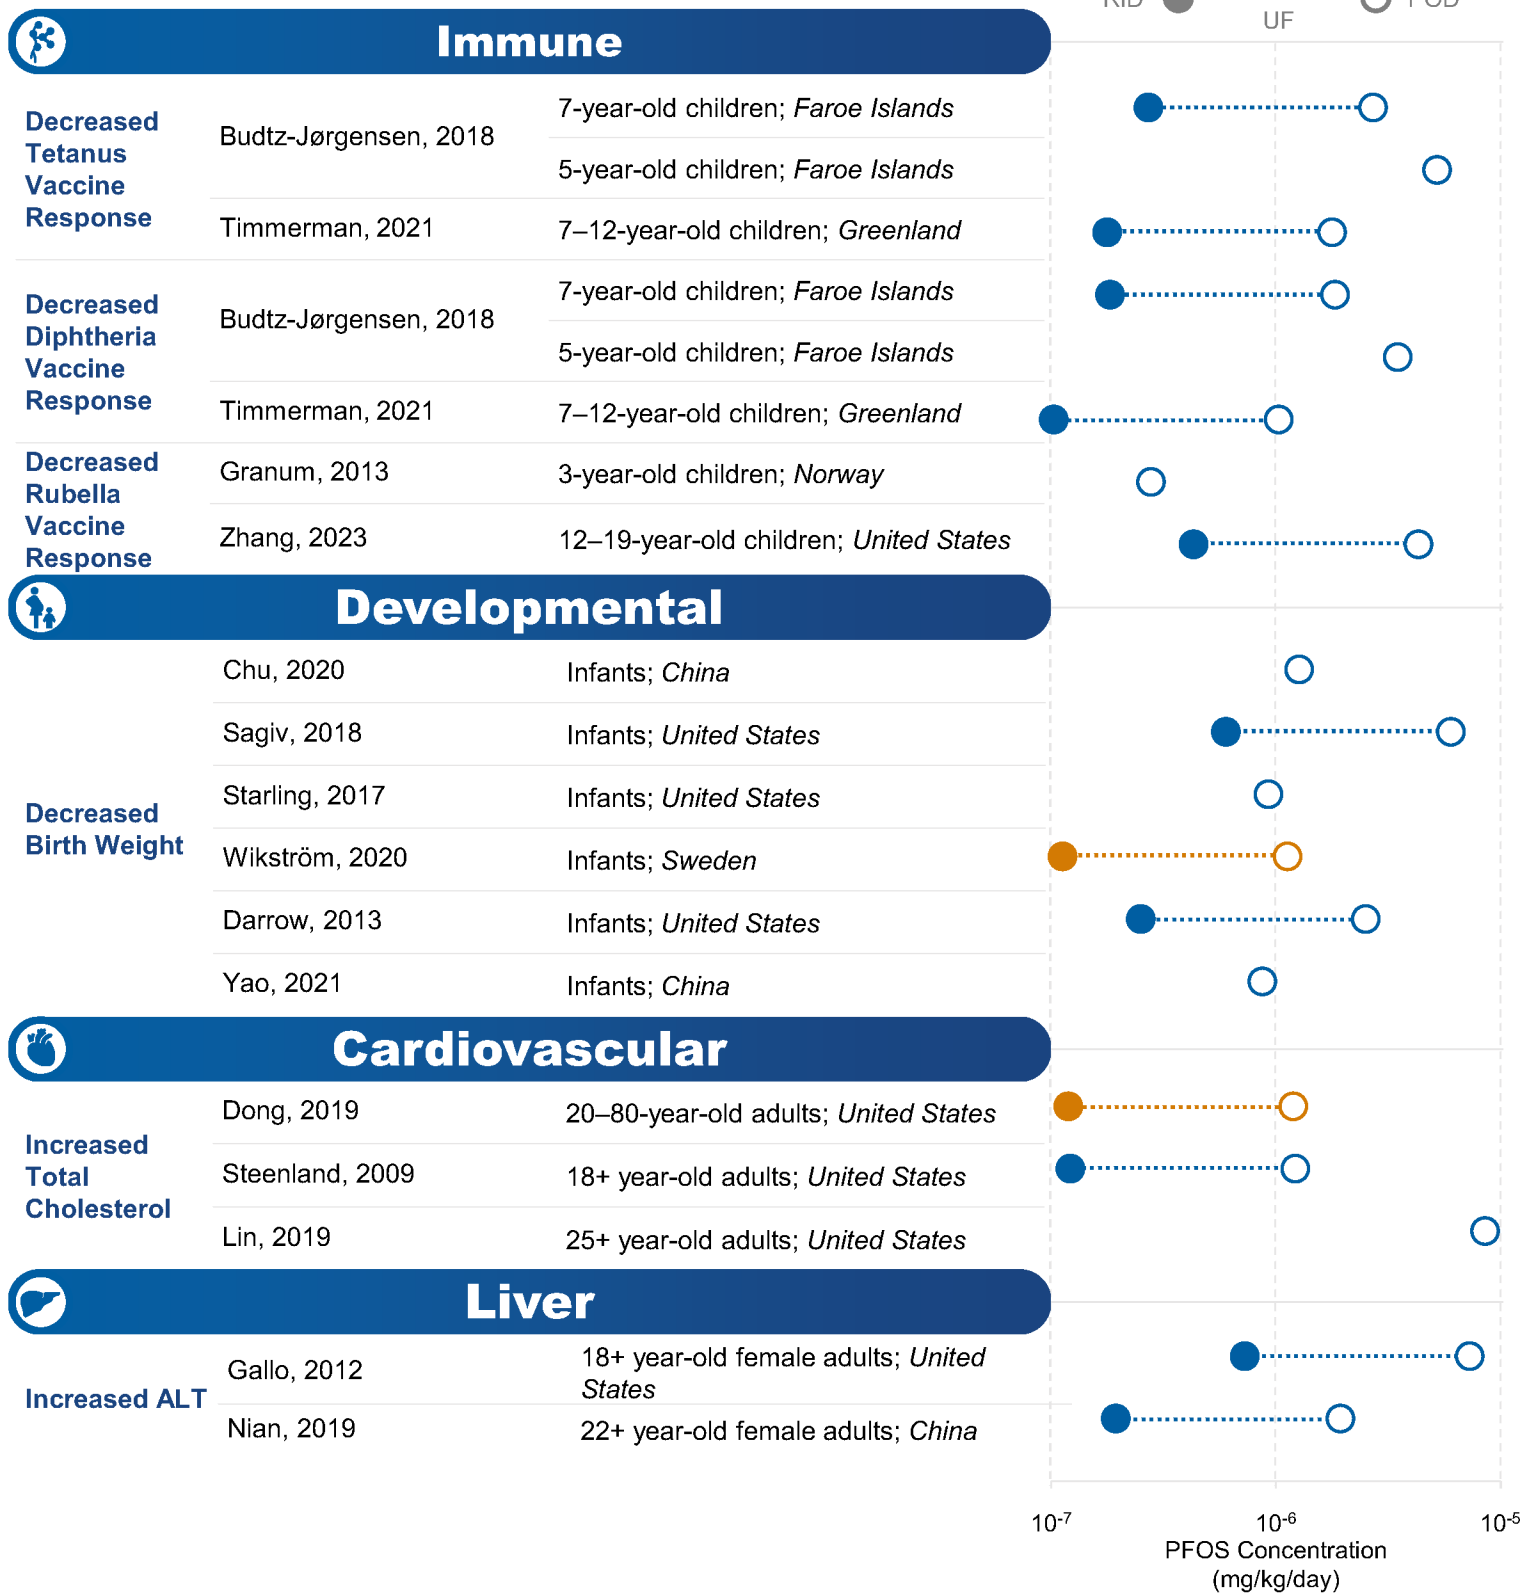 RfD POD
UF
Immune
Decreased
Tetanus
Vaccine
Response
Budtz-Jørgensen, 2018
7-year-old children; Faroe Islands
5-year-old children; Faroe Islands
Timmerman, 2021
7–12-year-old children; Greenland
Decreased
Diphtheria
Vaccine
Response
Budtz-Jørgensen, 2018
7-year-old children; Faroe Islands
5-year-old children; Faroe Islands
Timmerman, 2021
7–12-year-old children; Greenland
Decreased
Rubella
Vaccine
Response
Granum, 2013
3-year-old children; Norway
Zhang, 2023
12–19-year-old children; United States
Developmental
Decreased
Birth Weight
Chu, 2020
Infants; China
Sagiv, 2018
Infants; United States
Starling, 2017
Infants; United States
Wikström, 2020
Infants; Sweden
Darrow, 2013
Infants; United States
Yao, 2021
Infants; China
Cardiovascular
Increased
Total
Cholesterol
Dong, 2019
20–80-year-old adults; United States
Steenland, 2009
18+ year-old adults; United States
Lin, 2019
25+ year-old adults; United States
Liver
Increased ALT
Gallo, 2012
18+ year-old female adults; United
States
Nian, 2019
22+ year-old female adults; China
10-7 10-6 10-5
PFOS Concentration
(mg/kg/day)